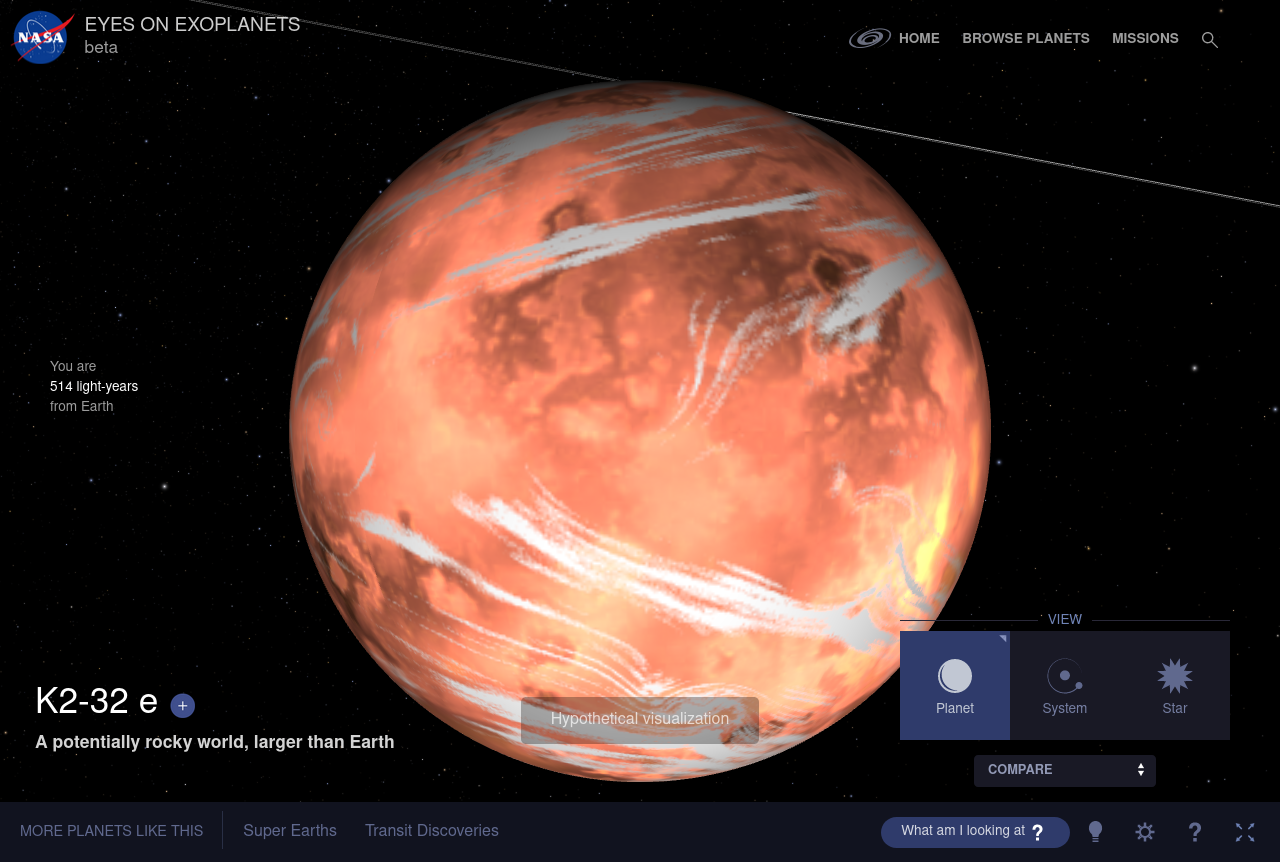 NASA
EYES ON EXOPLANETS
beta
HOME
BROWSE PLANETS
MISSIONS
You are
514 light-years
from Earth
K2-32 e +
A potentially rocky world, larger than Earth
Hypothetical visualization
VIEW
Planet
System
Star
COMPARE
MORE PLANETS LIKE THIS
Super Earths
Transit Discoveries
What am I looking at ?
?